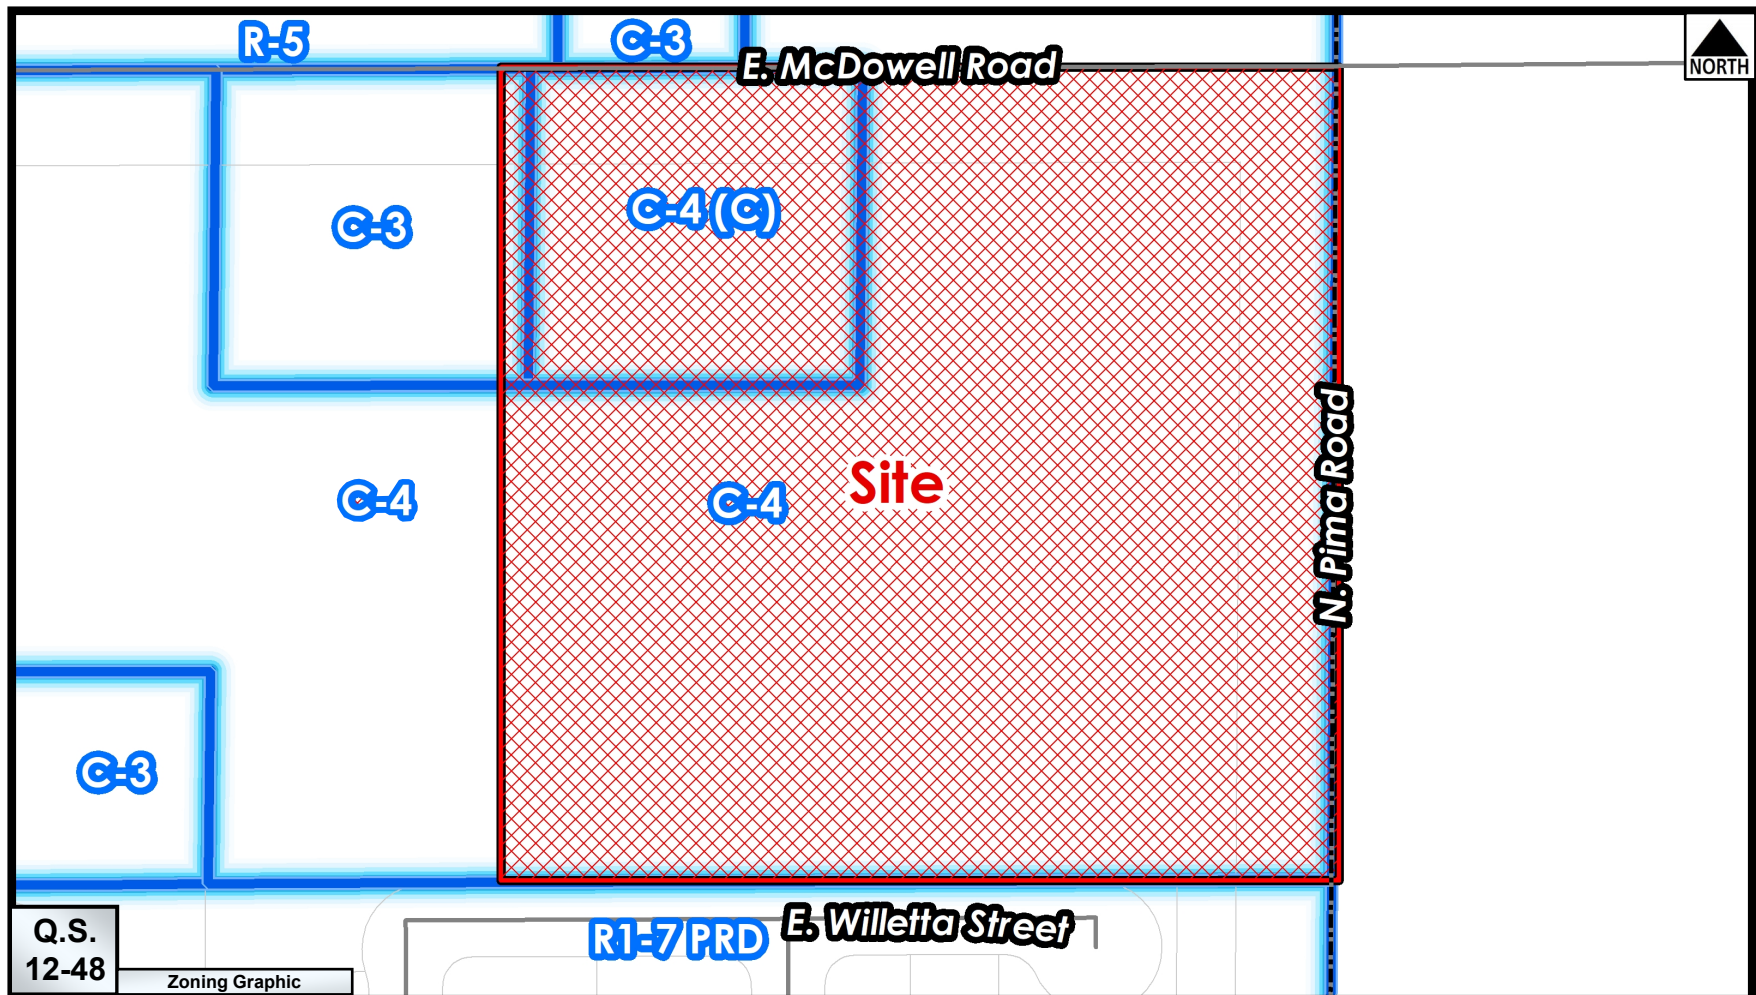 R-5
C-3
E. McDowell Road
NORTH
C-3
C-4 (C)
C-4
C-4
Site
N. Pima Road
C-3
R1-7 PRD
E. Willetta Street
Q.S.
12-48
Zoning Graphic